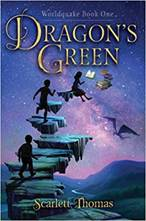 Worldquake Book One
DRAGON'S
GREEN
Scarlett Thomas